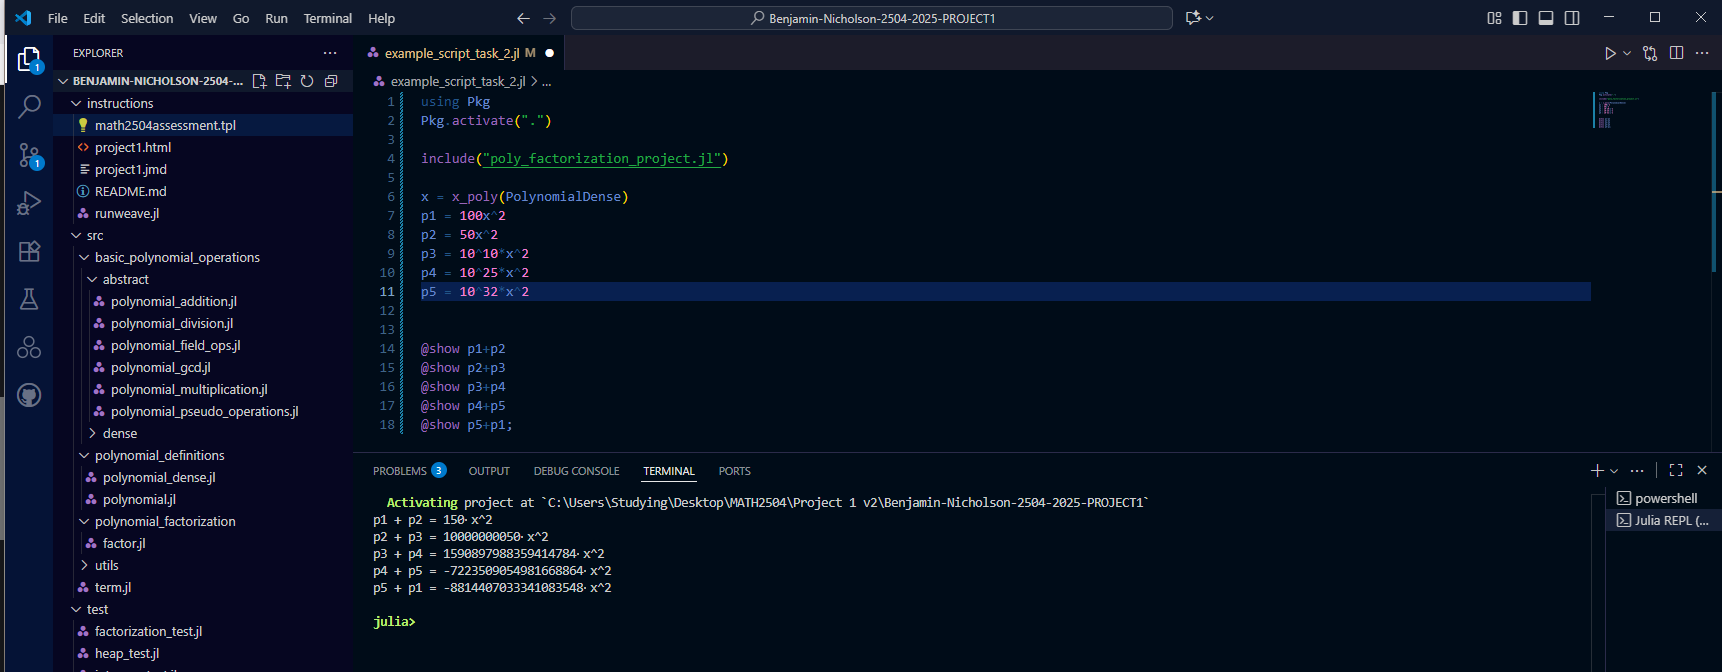 File Edit Selection View Go Run Terminal Help
Benjamin-Nicholson-2504-2025-PROJECT1
EXPLORER
BENJAMIN-NICHOLSON-2504-...
instructions
math2504assessment.tpl
project1.html
project1.jmd
README.md
runweave.jl
src
basic_polynomial_operations
abstract
polynomial_addition.jl
polynomial_division.jl
polynomial_field_ops.jl
polynomial_gcd.jl
polynomial_multiplication.jl
polynomial_pseudo_operations.jl
dense
polynomial_definitions
polynomial_dense.jl
polynomial.jl
polynomial_factorization
factor.jl
utils
term.jl
test
factorization_test.jl
heap_test.jl
1
1
example_script_task_2.jl M
example_script_task_2.jl > ...
1 using Pkg
2 Pkg.activate(".")
3
4 include("poly_factorization_project.jl")
5
6 x = x_poly(PolynomialDense)
7 p1 = 100x^2
8 p2 = 50x^2
9 p3 = 10^10*x^2
10 p4 = 10^25*x^2
11 p5 = 10^32*x^2
12
13
14 @show p1+p2
15 @show p2+p3
16 @show p3+p4
17 @show p4+p5
18 @show p5+p1;
PROBLEMS 3 OUTPUT DEBUG CONSOLE TERMINAL PORTS
Activating project at `C:\Users\Studying\Desktop\MATH2504\Project 1 v2\Benjamin-Nicholson-2504-2025-PROJECT1`
p1 + p2 = 150⋅x^2
p2 + p3 = 10000000050⋅x^2
p3 + p4 = 1590897988359414784⋅x^2
p4 + p5 = -7223509054981668864⋅x^2
p5 + p1 = -8814407033341083548⋅x^2
julia>
powershell
Julia REPL (...